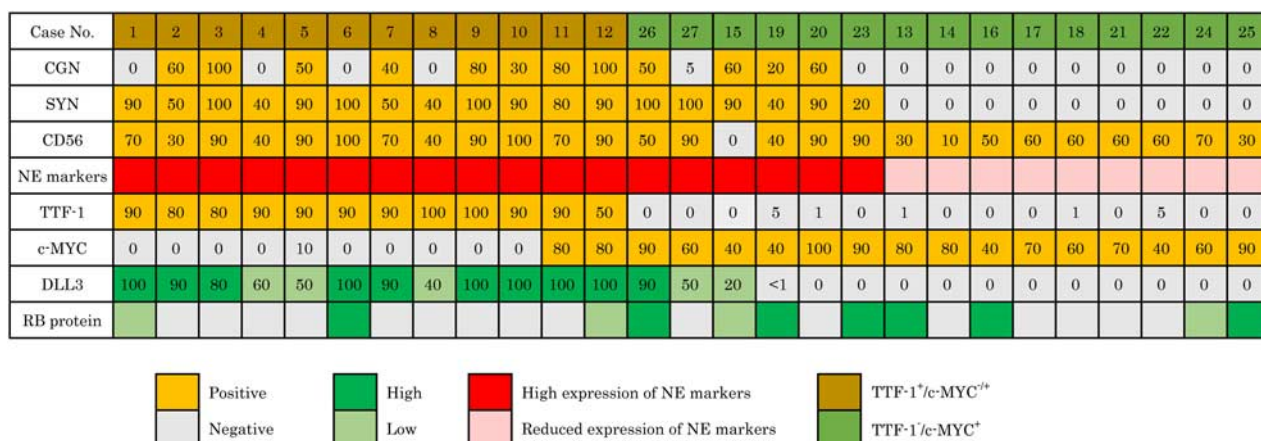 Case No. 1 2 3 4 5 6 7 8 9 10 11 12 26 27 15 19 20 23 13 14 16 17 18 21 22 24 25
CGN 0 60 100 0 50 0 40 0 80 30 80 100 50 5 60 20 60 0 0 0 0 0 0 0 0 0 0
SYN 90 50 100 40 90 100 50 40 100 90 80 90 100 100 90 40 90 20 0 0 0 0 0 0 0 0 0
CD56 70 30 90 40 90 100 70 40 90 100 70 90 50 90 0 40 90 90 30 10 50 60 60 60 60 70 30
NE markers
TTF-1 90 80 80 90 90 90 90 100 100 90 90 50 0 0 0 5 1 0 1 0 0 0 1 0 5 0 0
c-MYC 0 0 0 0 10 0 0 0 0 0 80 80 90 60 40 40 100 90 80 80 40 70 60 70 40 60 90
DLL3 100 90 80 60 50 100 90 40 100 100 100 100 90 50 20 <1 0 0 0 0 0 0 0 0 0 0 0
RB protein
Positive High High expression of NE markers TTF-1⁺/c-MYC⁻/⁺
Negative Low Reduced expression of NE markers TTF-1⁻/c-MYC⁺